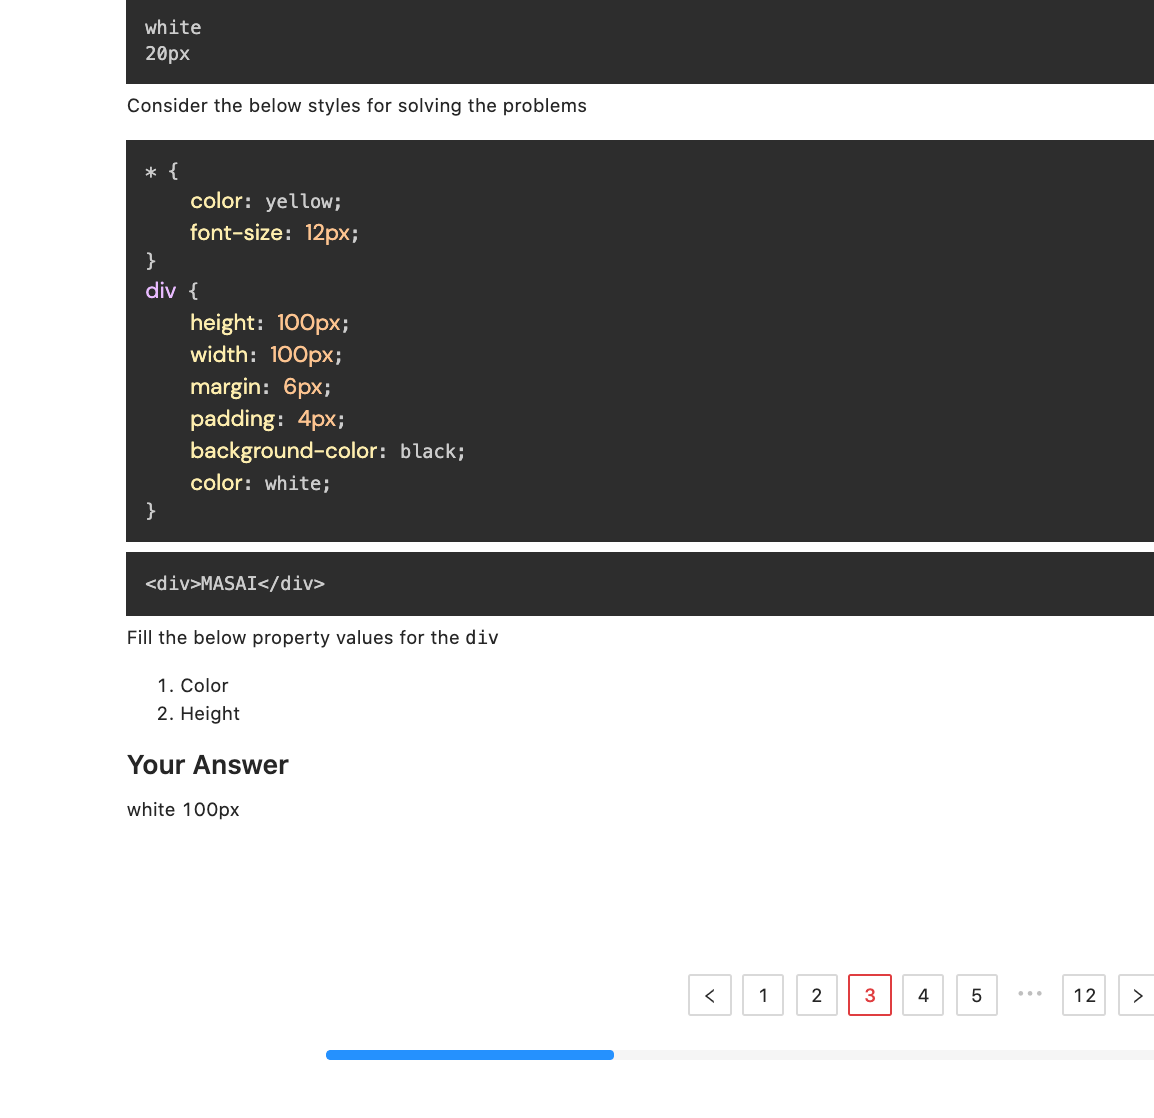 white
20px
Consider the below styles for solving the problems
* {
    color: yellow;
    font-size: 12px;
}
div {
    height: 100px;
    width: 100px;
    margin: 6px;
    padding: 4px;
    background-color: black;
    color: white;
}
<div>MASAI</div>
Fill the below property values for the div
1. Color
2. Height
Your Answer
white 100px
< 1 2 3 4 5 ••• 12 >